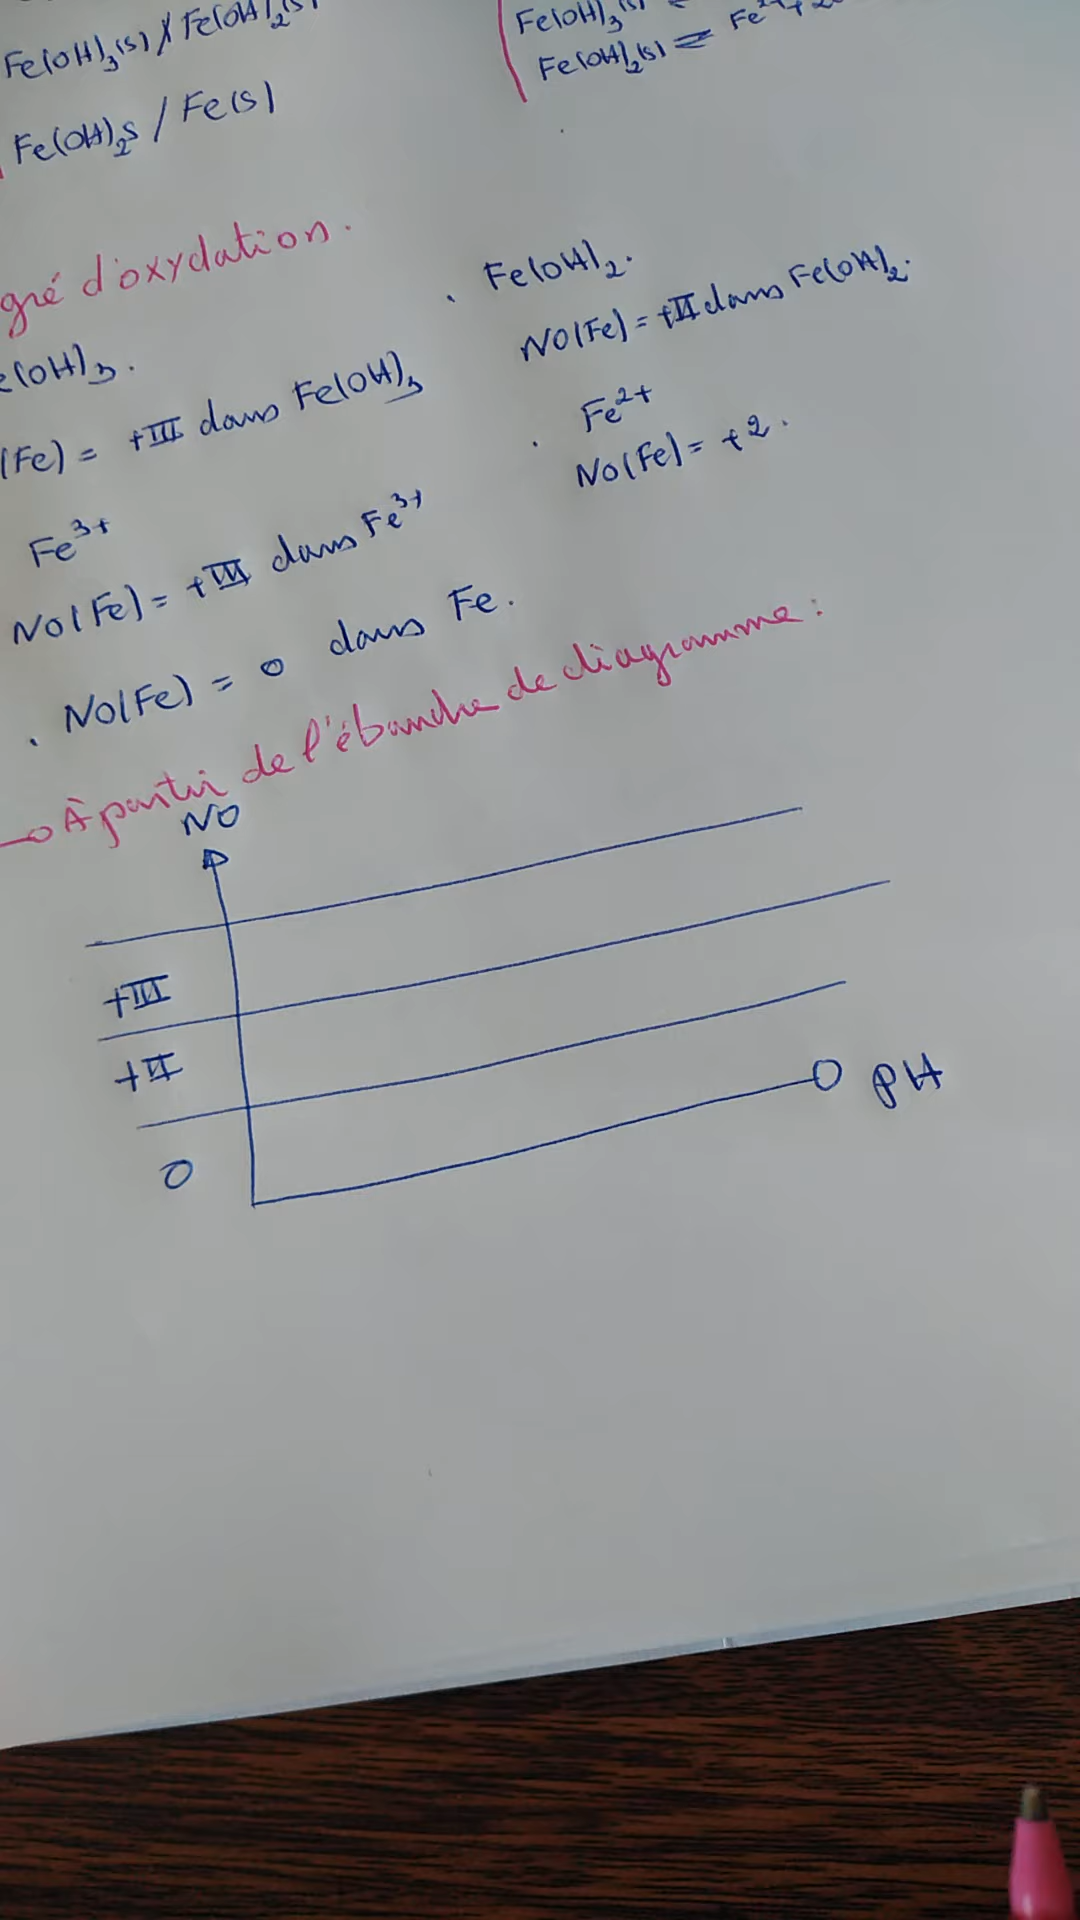 Fe(OH)3(s) / Fe(OH)2(s)
Fe(OH)3(s)
Fe(OH)2(s) ⇌ Fe2+ +
Fe(OH)2s / Fe(s)
gré d'oxydation.
e(OH)3.
(Fe) = +III dans Fe(OH)3
Fe3+
No(Fe) = +III dans Fe3+
. No(Fe) = 0 dans Fe.
. Fe(OH)2.
NO(Fe) = +II dans Fe(OH)2.
. Fe2+
No(Fe) = +2.
→ À partir de l'ébauche de diagramme :
NO
+III
+II
0
PH